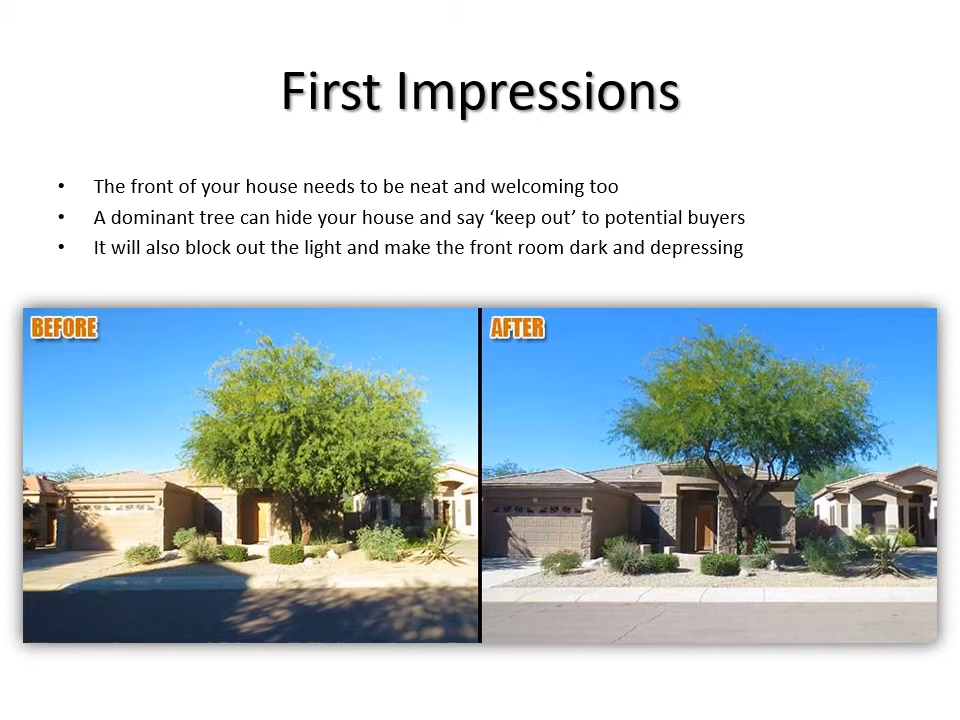 First Impressions
• The front of your house needs to be neat and welcoming too
• A dominant tree can hide your house and say ‘keep out’ to potential buyers
• It will also block out the light and make the front room dark and depressing
BEFORE
AFTER